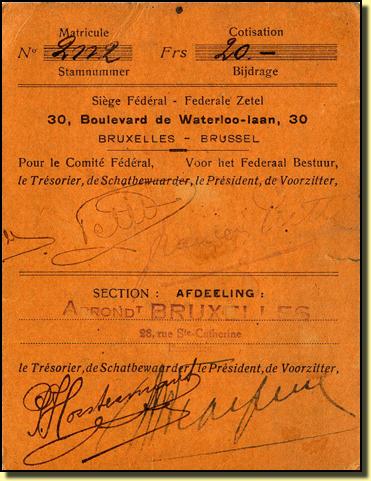 Matricule Cotisation
No 2112 Frs 20.-
Stamnummer Bijdrage
Siège Fédéral - Federale Zetel
30, Boulevard de Waterloo-laan, 30
BRUXELLES - BRUSSEL
Pour le Comité Fédéral, Voor het Federaal Bestuur,
le Trésorier, de Schatbewaarder, le Président, de Voorzitter,
SECTION : AFDEELING :
ARRONDT BRUXELLES
28, rue Ste-Catherine
le Trésorier, de Schatbewaarder, le Président, de Voorzitter,